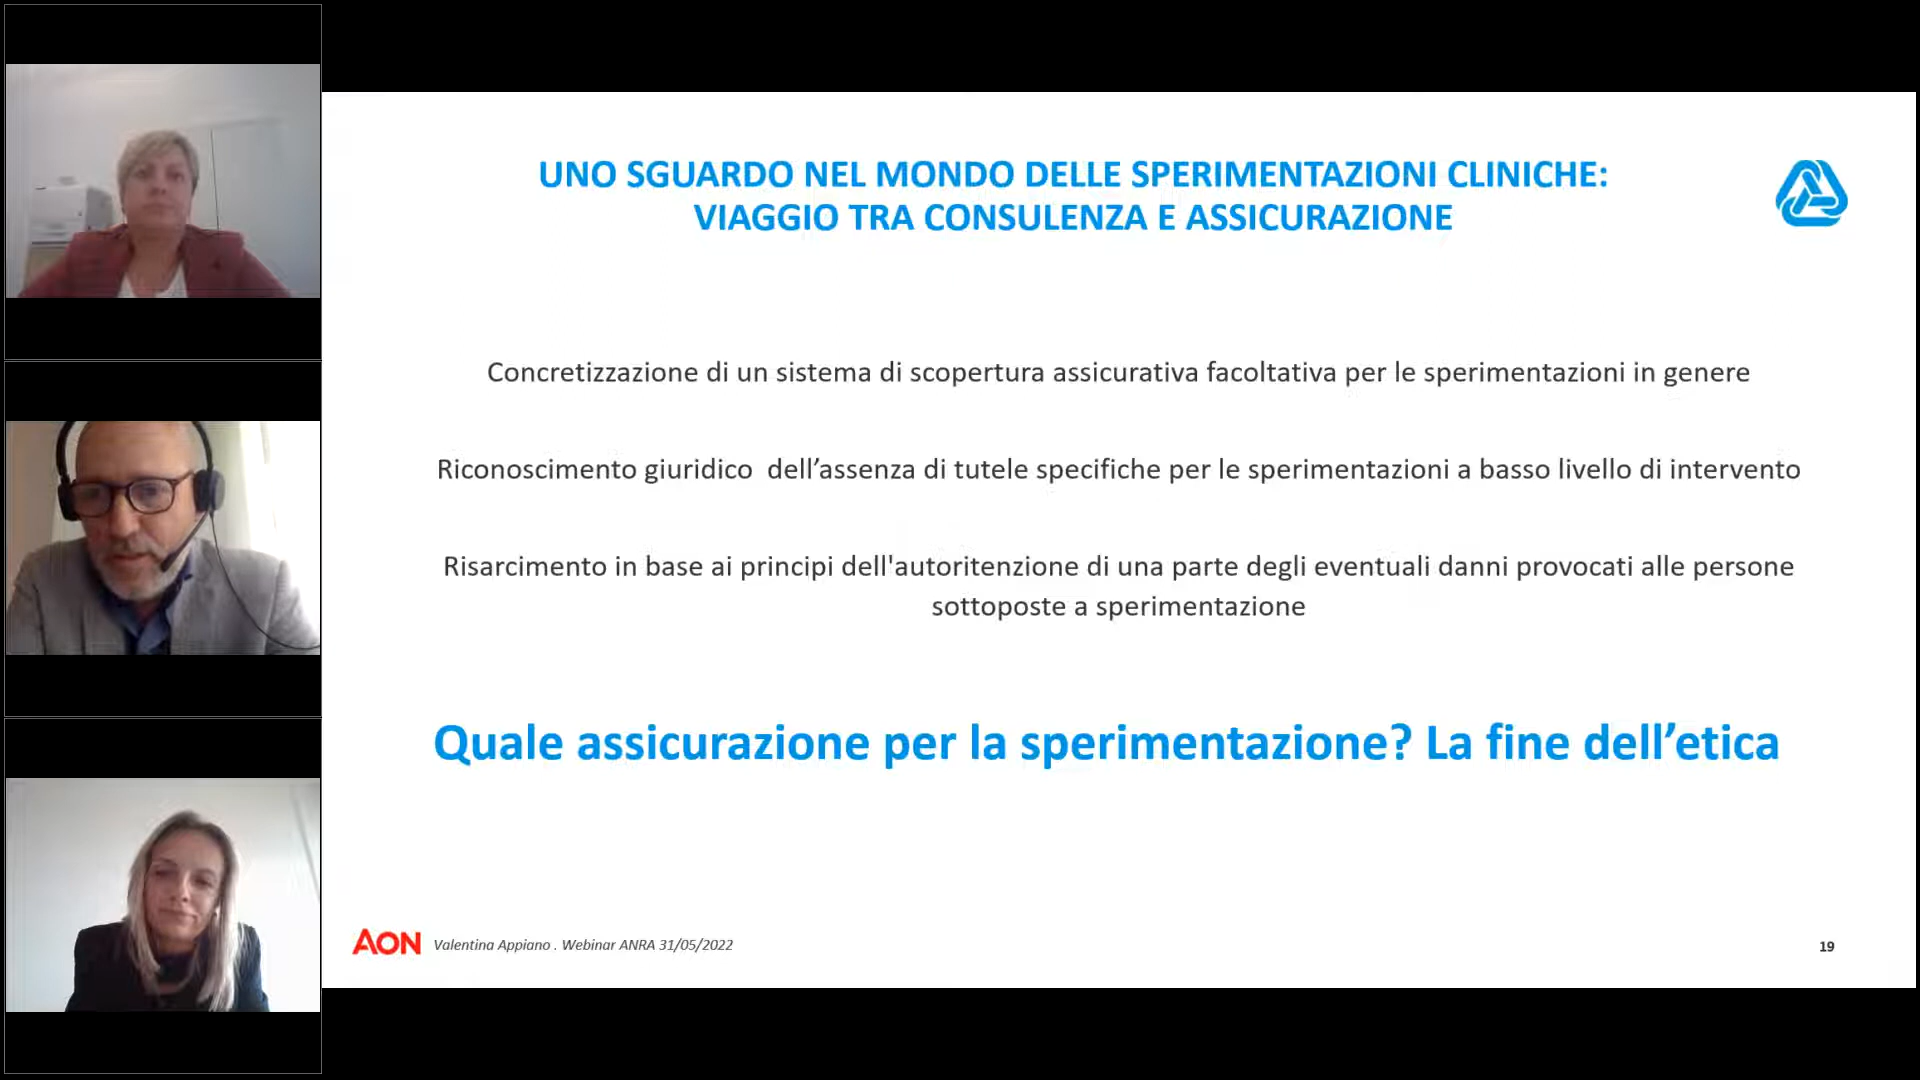 UNO SGUARDO NEL MONDO DELLE SPERIMENTAZIONI CLINICHE:
VIAGGIO TRA CONSULENZA E ASSICURAZIONE
Concretizzazione di un sistema di scopertura assicurativa facoltativa per le sperimentazioni in genere
Riconoscimento giuridico  dell’assenza di tutele specifiche per le sperimentazioni a basso livello di intervento
Risarcimento in base ai principi dell'autoritenzione di una parte degli eventuali danni provocati alle persone
sottoposte a sperimentazione
Quale assicurazione per la sperimentazione? La fine dell’etica
AON Valentina Appiano . Webinar ANRA 31/05/2022
19